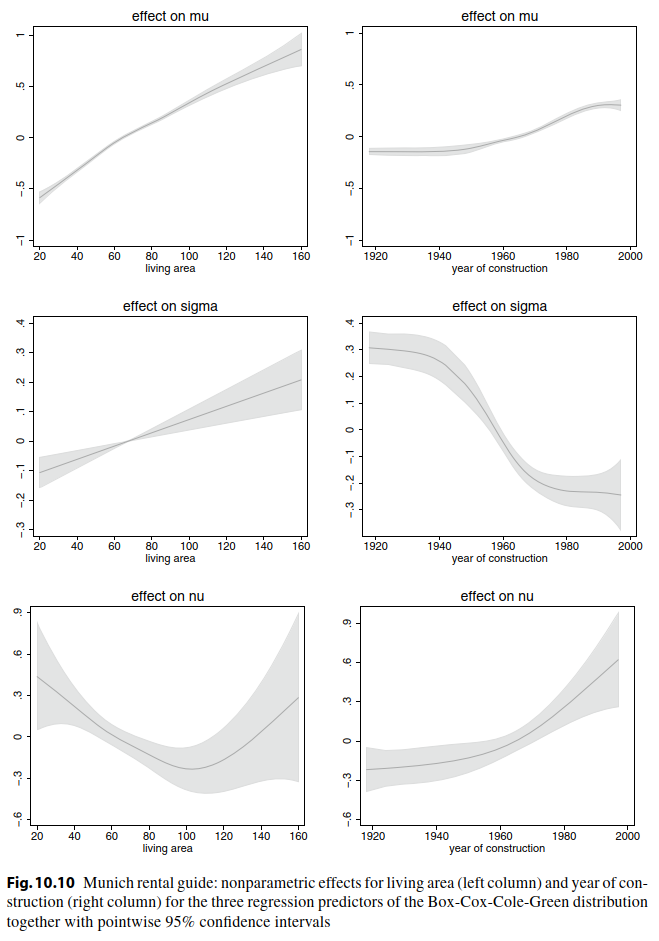 effect on mu
1
.5
0
-.5
-1
20 40 60 80 100 120 140 160
living area
effect on mu
1
.5
0
-.5
-1
1920 1940 1960 1980 2000
year of construction
effect on sigma
.4
.3
.2
.1
0
-.1
-.2
-.3
20 40 60 80 100 120 140 160
living area
effect on sigma
.4
.3
.2
.1
0
-.1
-.2
-.3
1920 1940 1960 1980 2000
year of construction
effect on nu
.9
.6
.3
0
-.3
-.6
20 40 60 80 100 120 140 160
living area
effect on nu
.9
.6
.3
0
-.3
-.6
1920 1940 1960 1980 2000
year of construction
Fig. 10.10 Munich rental guide: nonparametric effects for living area (left column) and year of con-
struction (right column) for the three regression predictors of the Box-Cox-Cole-Green distribution
together with pointwise 95% confidence intervals